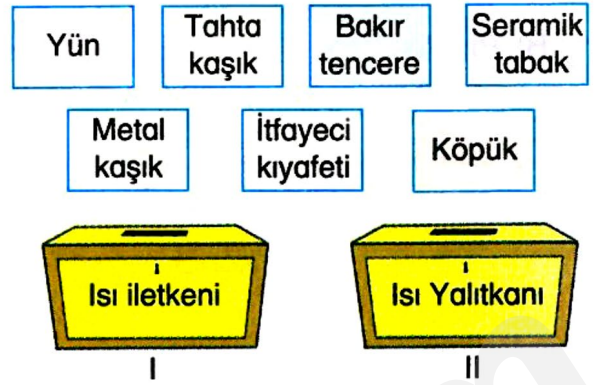 Yün
Tahta
kaşık
Bakır
tencere
Seramik
tabak
Metal
kaşık
İtfayeci
kıyafeti
Köpük
Isı iletkeni
Isı Yalıtkanı
I
II